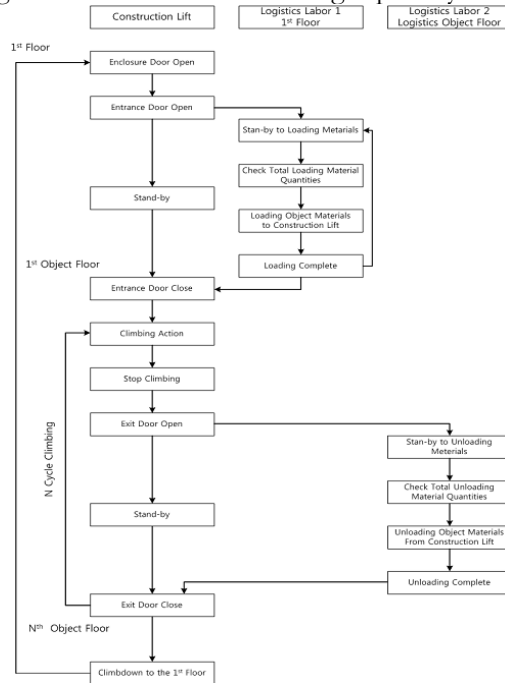 Construction Lift
Logistics Labor 1
1st Floor
Logistics Labor 2
Logistics Object Floor
1st Floor
Enclosure Door Open
Entrance Door Open
Stan-by to Loading Metarials
Check Total Loading Material
Quantities
Stand-by
Loading Object Materials
to Construction Lift
1st Object Floor
Loading Complete
Entrance Door Close
Climbing Action
Stop Climbing
Exit Door Open
Stan-by to Unloading
Meterials
N Cycle Climbing
Check Total Unloading
Material Quantities
Stand-by
Unloading Object Materials
From Construction Lift
Unloading Complete
Exit Door Close
Nth Object Floor
Climbdown to the 1st Floor